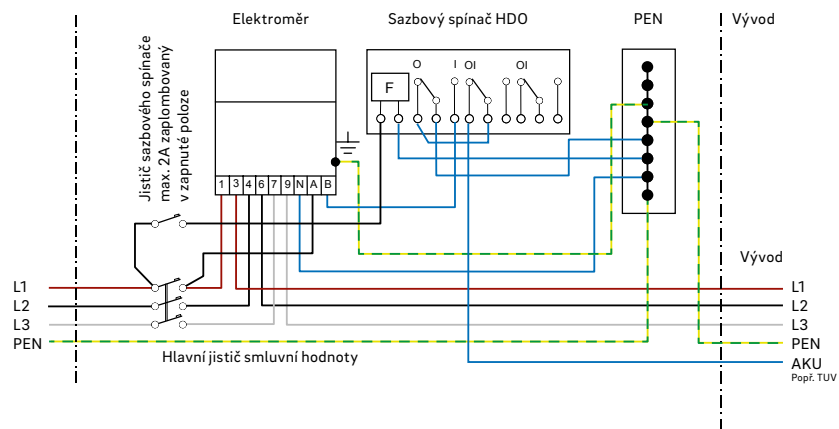 Elektroměr
Sazbový spínač HDO
PEN
Vývod
Jistič sazbového spínače
max. 2A zaplombovaný
v zapnuté poloze
F
O
I
OI
OI
1 3 4 6 7 9 N A B
Vývod
L1
L2
L3
PEN
L1
L2
L3
PEN
AKU
Popř. TUV
Hlavní jistič smluvní hodnoty